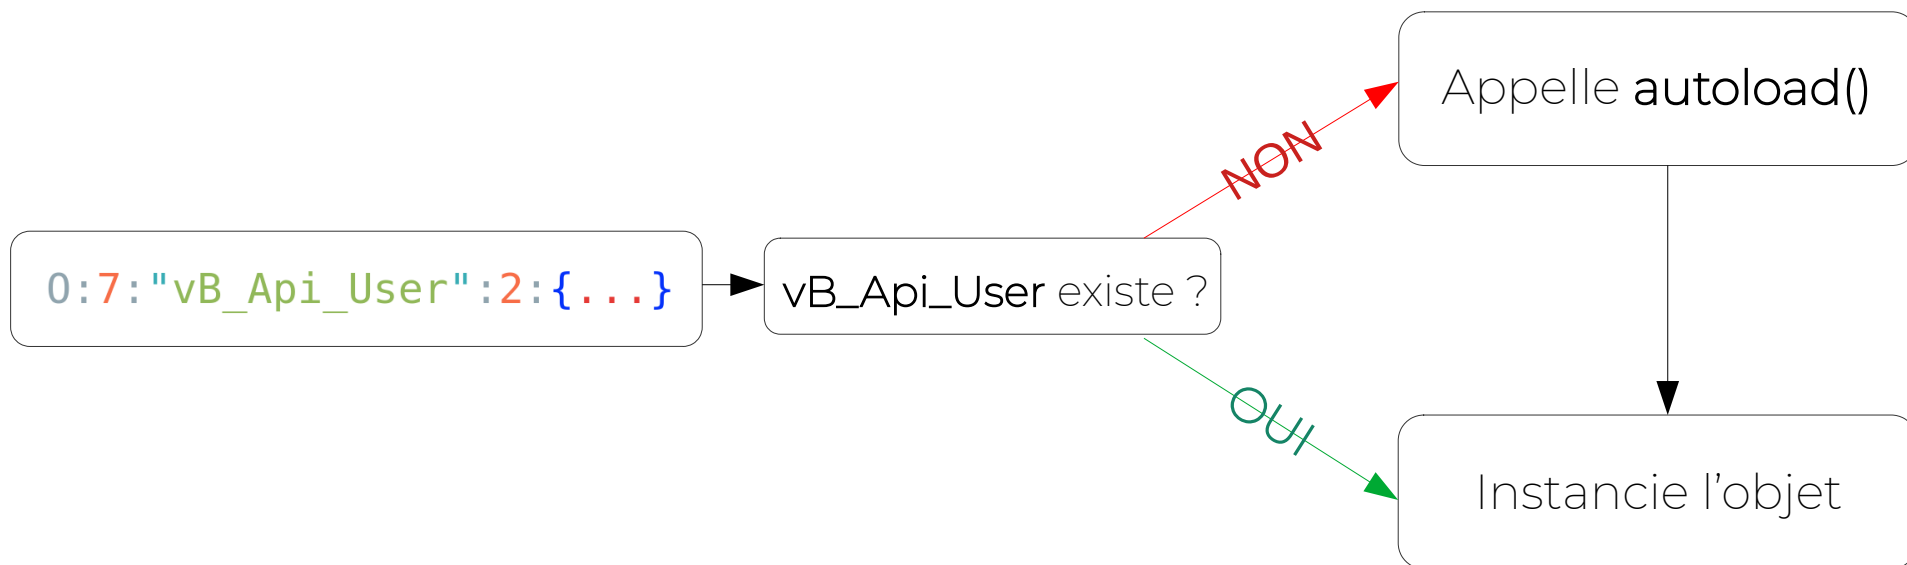 Appelle autoload()
NON
O:7:"vB_Api_User":2:{...}
vB_Api_User existe ?
OUI
Instancie l’objet